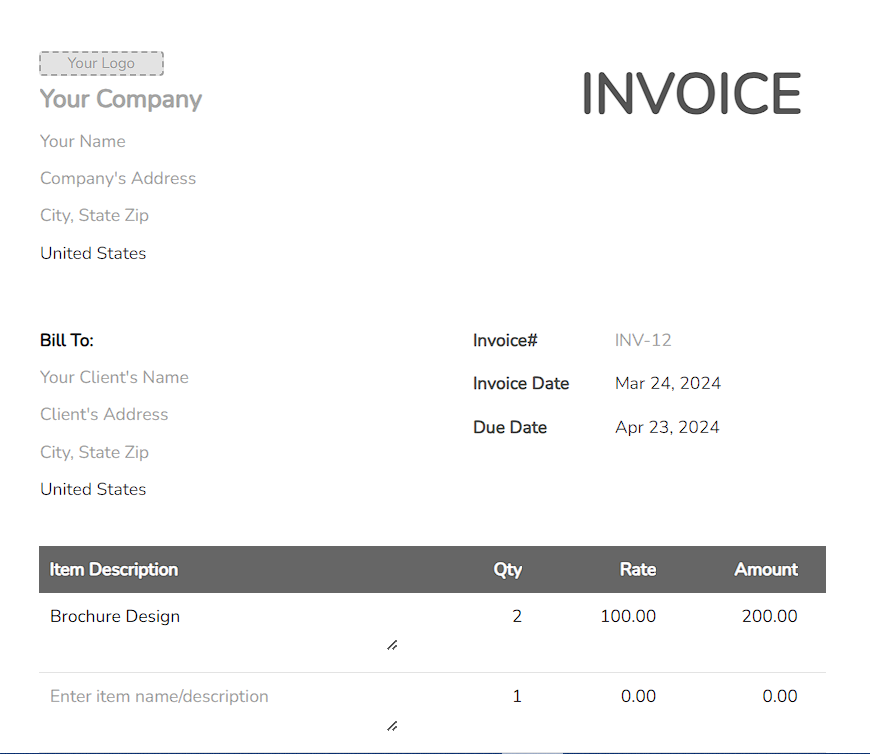 Your Logo
Your Company
INVOICE
Your Name
Company's Address
City, State Zip
United States
Bill To:
Your Client's Name
Client's Address
City, State Zip
United States
Invoice# INV-12
Invoice Date Mar 24, 2024
Due Date Apr 23, 2024
Item Description Qty Rate Amount
Brochure Design 2 100.00 200.00
Enter item name/description 1 0.00 0.00